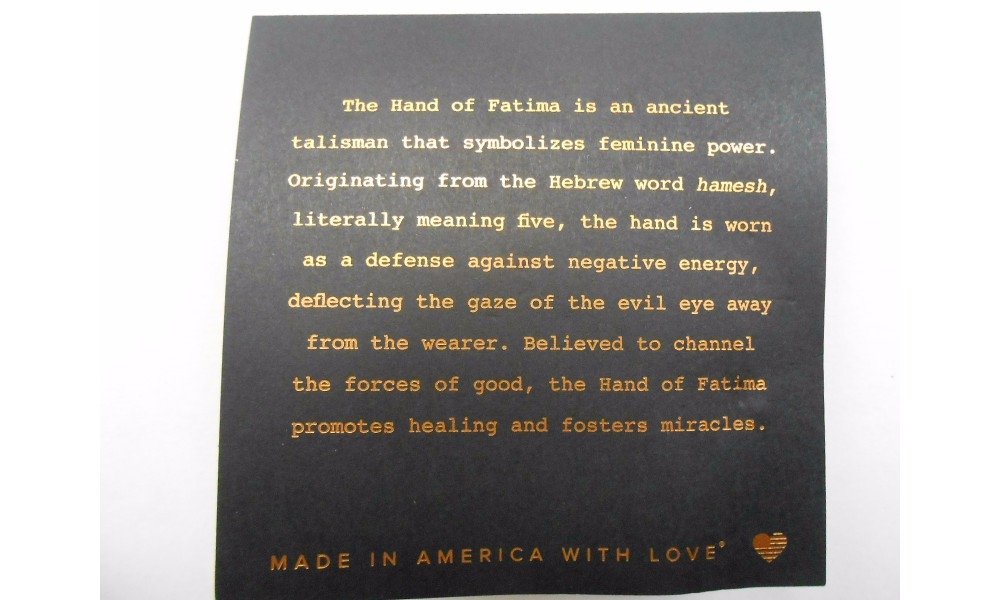 The Hand of Fatima is an ancient
talisman that symbolizes feminine power.
Originating from the Hebrew word hamesh,
literally meaning five, the hand is worn
as a defense against negative energy,
deflecting the gaze of the evil eye away
from the wearer. Believed to channel
the forces of good, the Hand of Fatima
promotes healing and fosters miracles.
MADE IN AMERICA WITH LOVE®